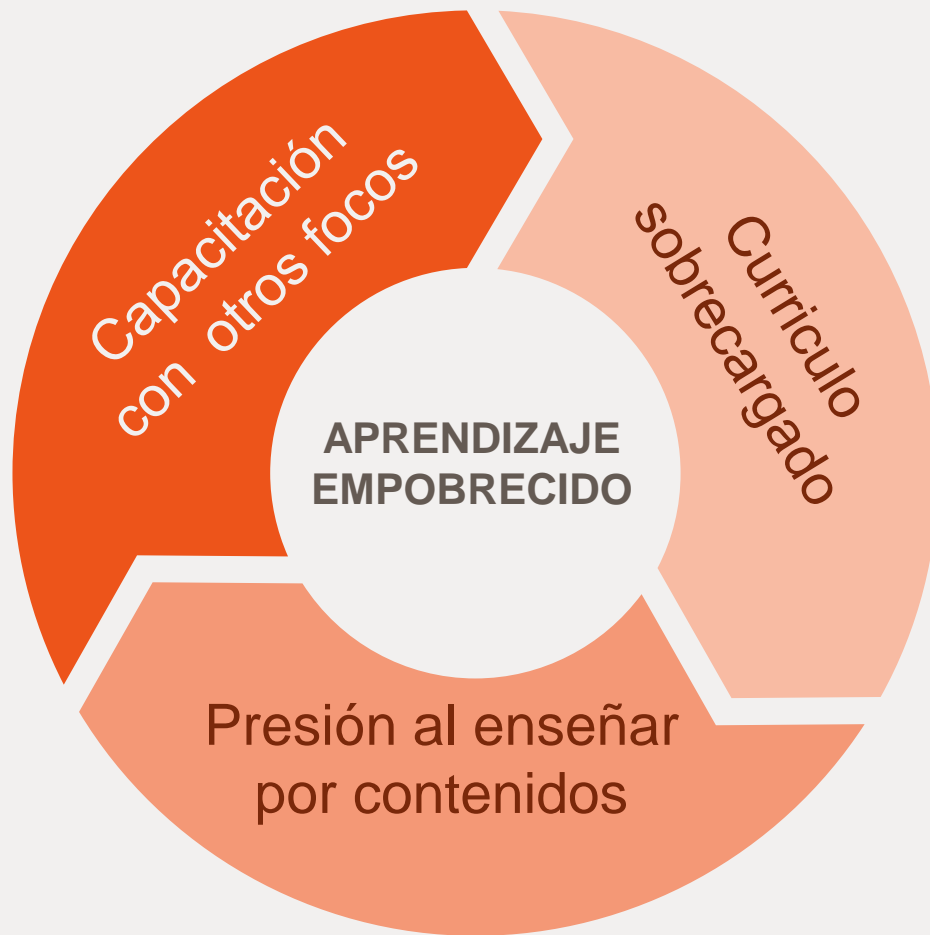 Capacitación
con otros focos
Curriculo
sobrecargado
APRENDIZAJE
EMPOBRECIDO
Presión al enseñar
por contenidos